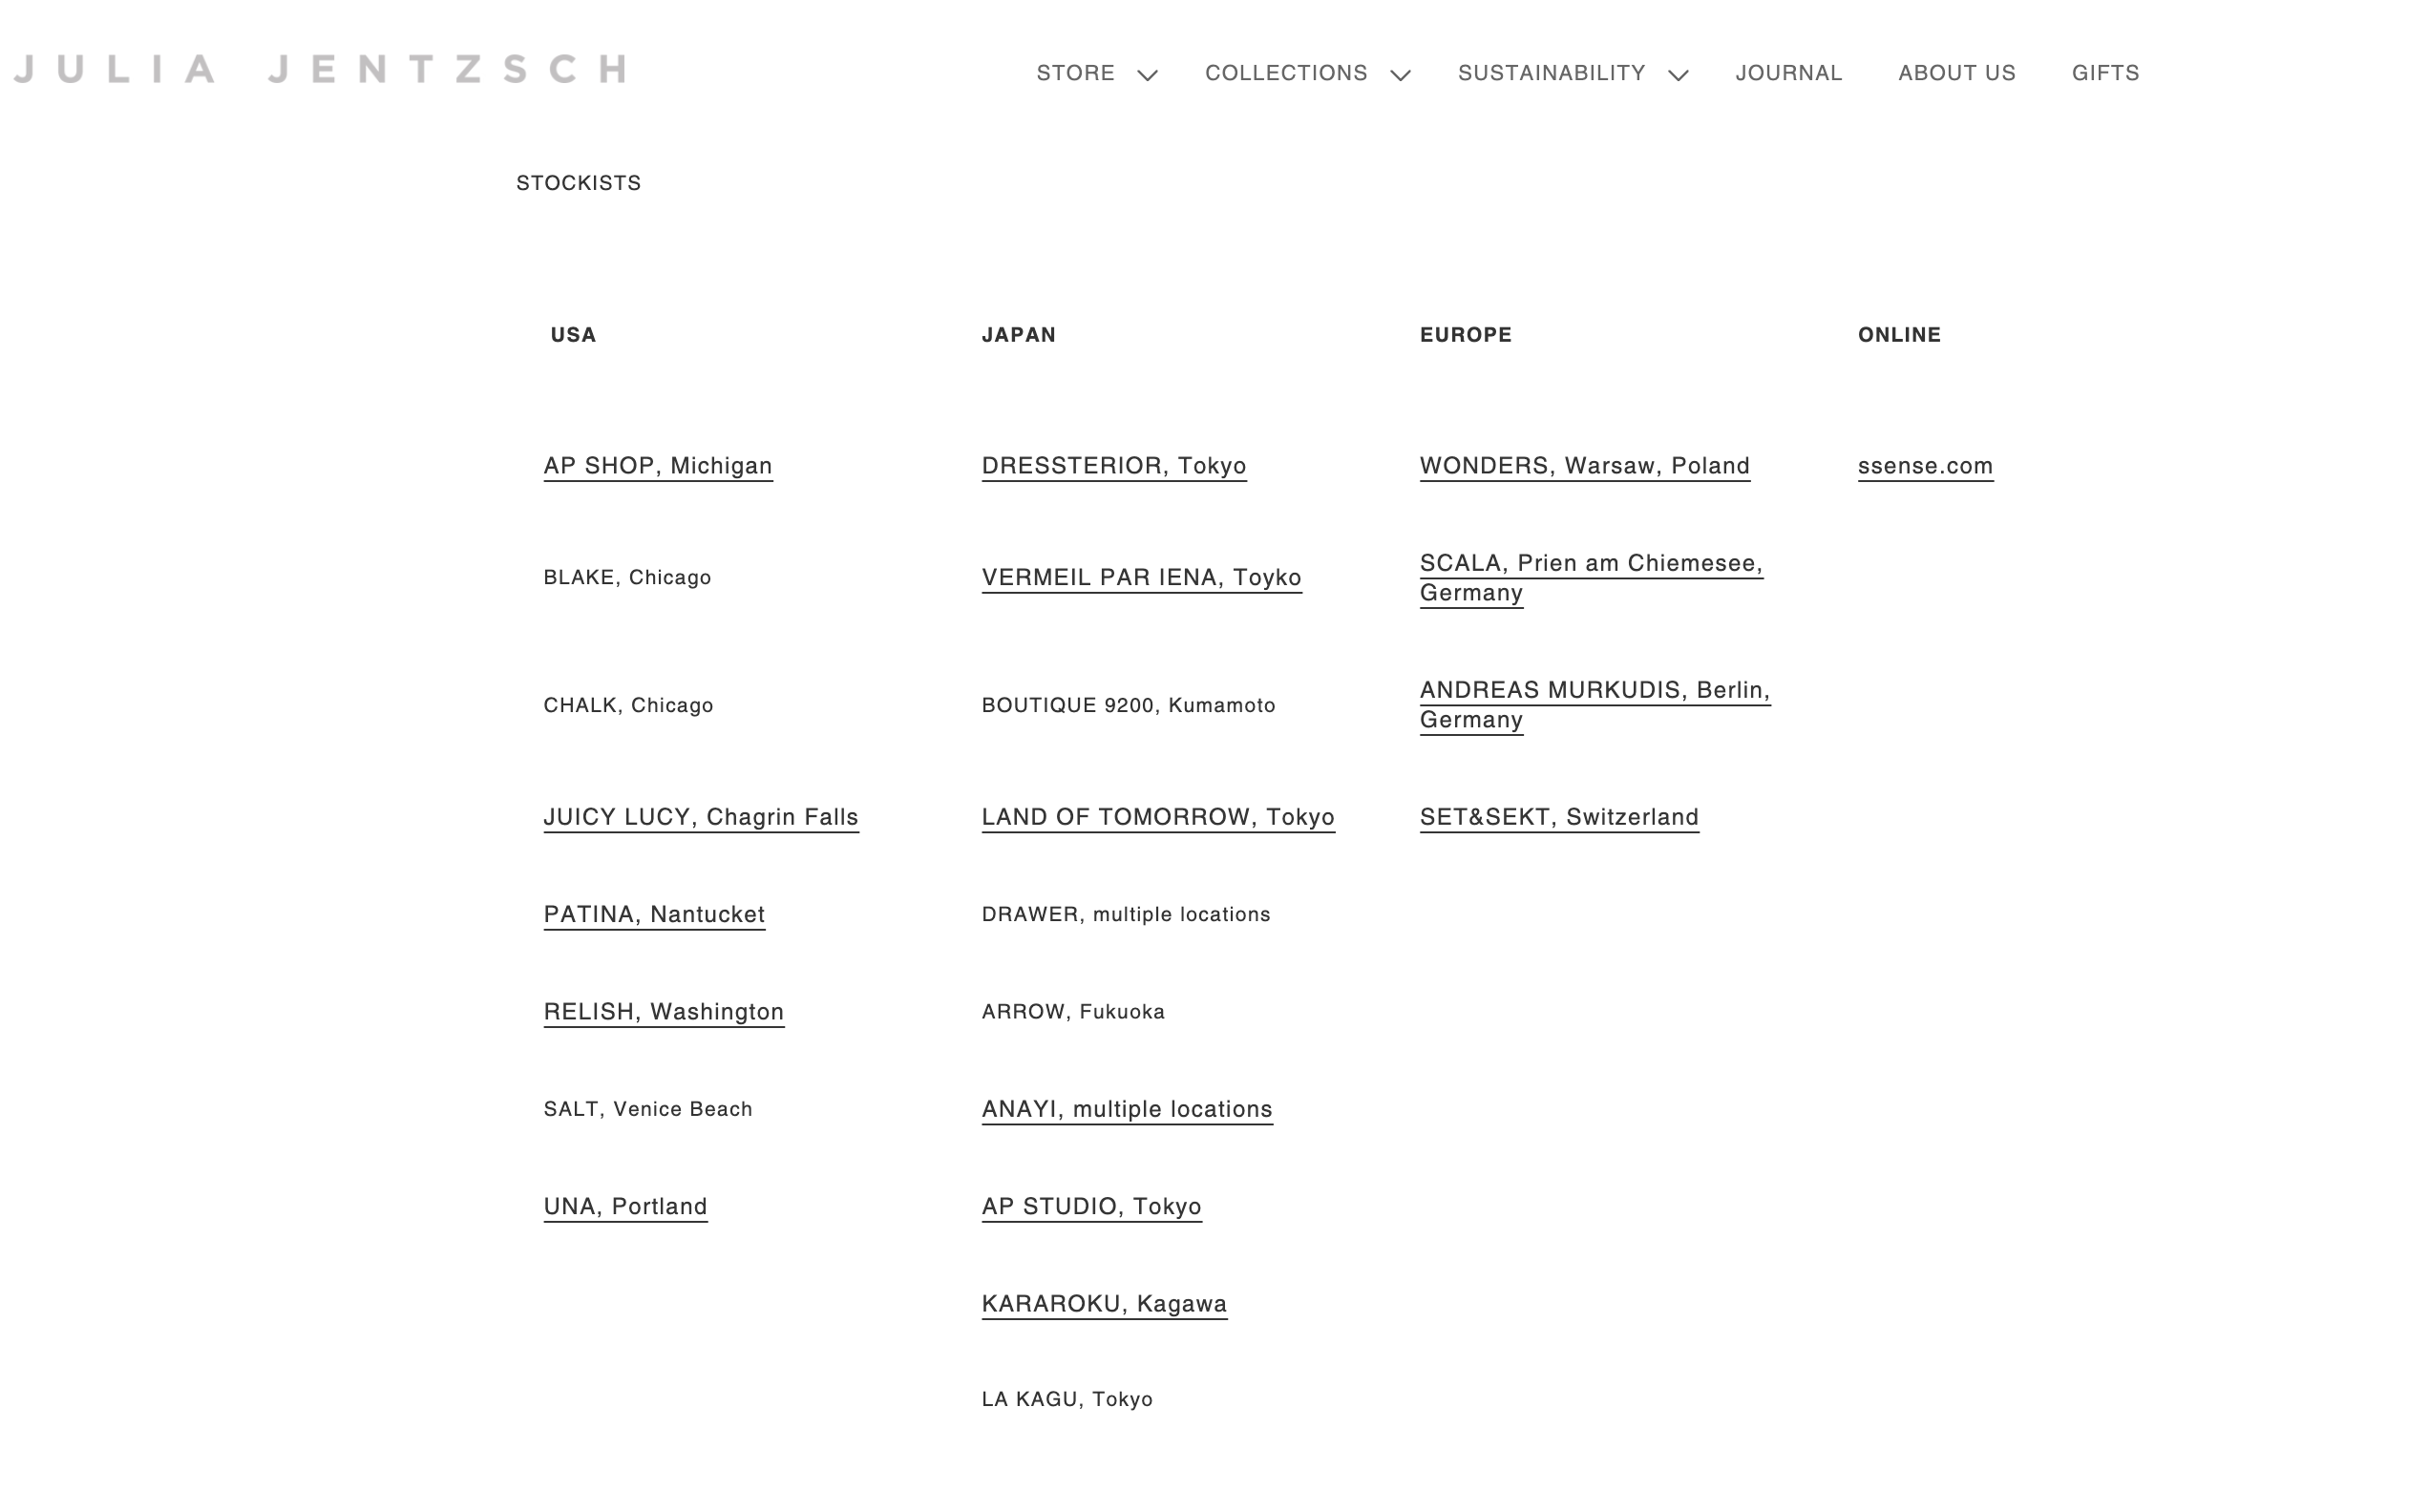 JULIA JENTZSCH
STORE
COLLECTIONS
SUSTAINABILITY
JOURNAL
ABOUT US
GIFTS
STOCKISTS
USA
JAPAN
EUROPE
ONLINE
AP SHOP, Michigan
DRESSTERIOR, Tokyo
WONDERS, Warsaw, Poland
ssense.com
BLAKE, Chicago
VERMEIL PAR IENA, Toyko
SCALA, Prien am Chiemesee,
Germany
CHALK, Chicago
BOUTIQUE 9200, Kumamoto
ANDREAS MURKUDIS, Berlin,
Germany
JUICY LUCY, Chagrin Falls
LAND OF TOMORROW, Tokyo
SET&SEKT, Switzerland
PATINA, Nantucket
DRAWER, multiple locations
RELISH, Washington
ARROW, Fukuoka
SALT, Venice Beach
ANAYI, multiple locations
UNA, Portland
AP STUDIO, Tokyo
KARAROKU, Kagawa
LA KAGU, Tokyo